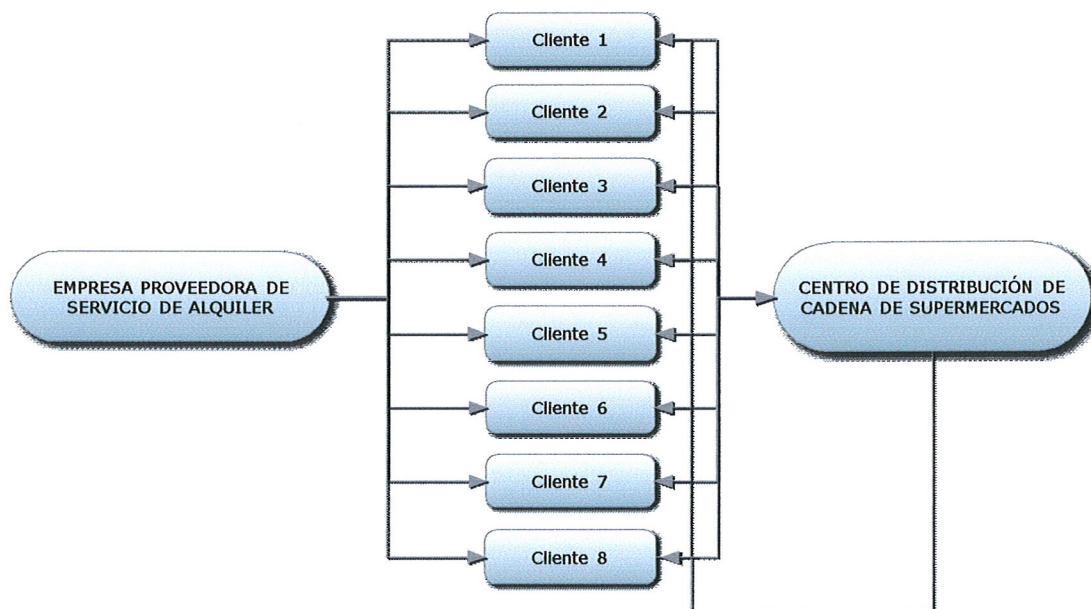 EMPRESA PROVEEDORA DE
SERVICIO DE ALQUILER
Cliente 1
Cliente 2
Cliente 3
Cliente 4
Cliente 5
Cliente 6
Cliente 7
Cliente 8
CENTRO DE DISTRIBUCIÓN DE
CADENA DE SUPERMERCADOS